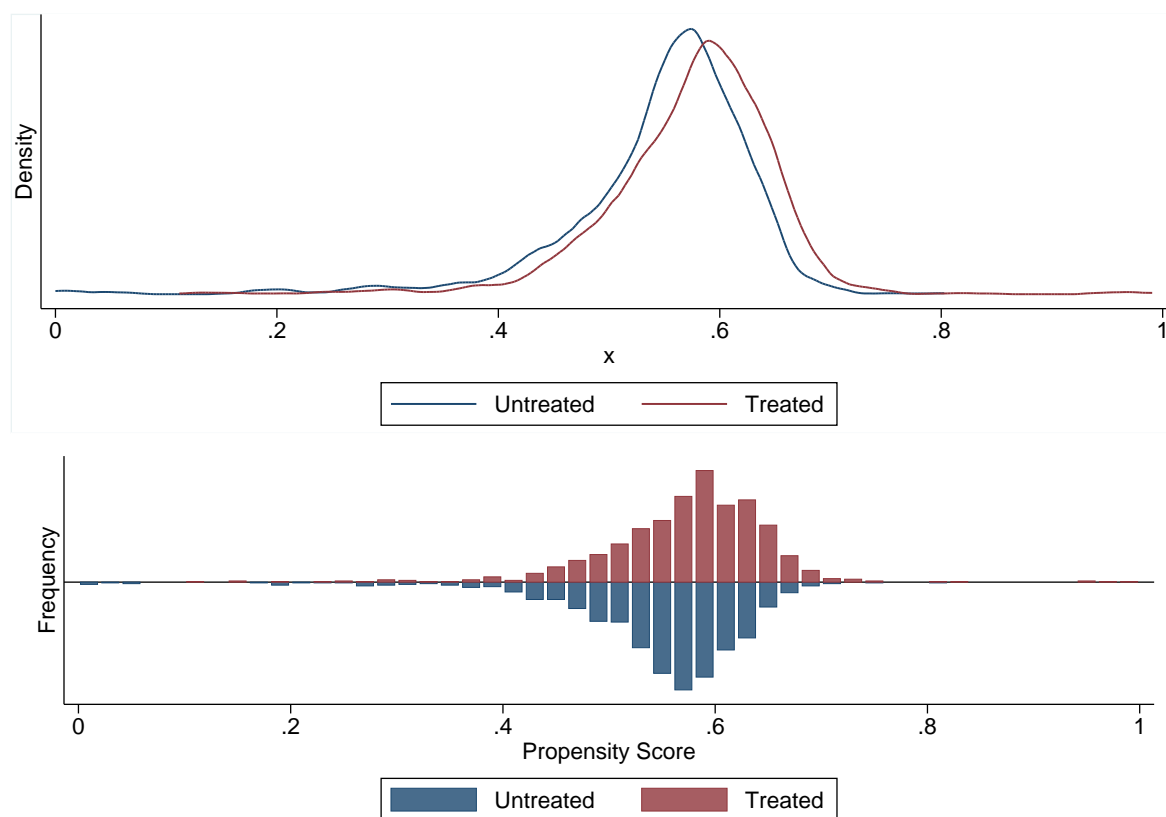 Density
0 .2 .4 .6 .8 1
x
Untreated Treated
Frequency
0 .2 .4 .6 .8 1
Propensity Score
Untreated Treated